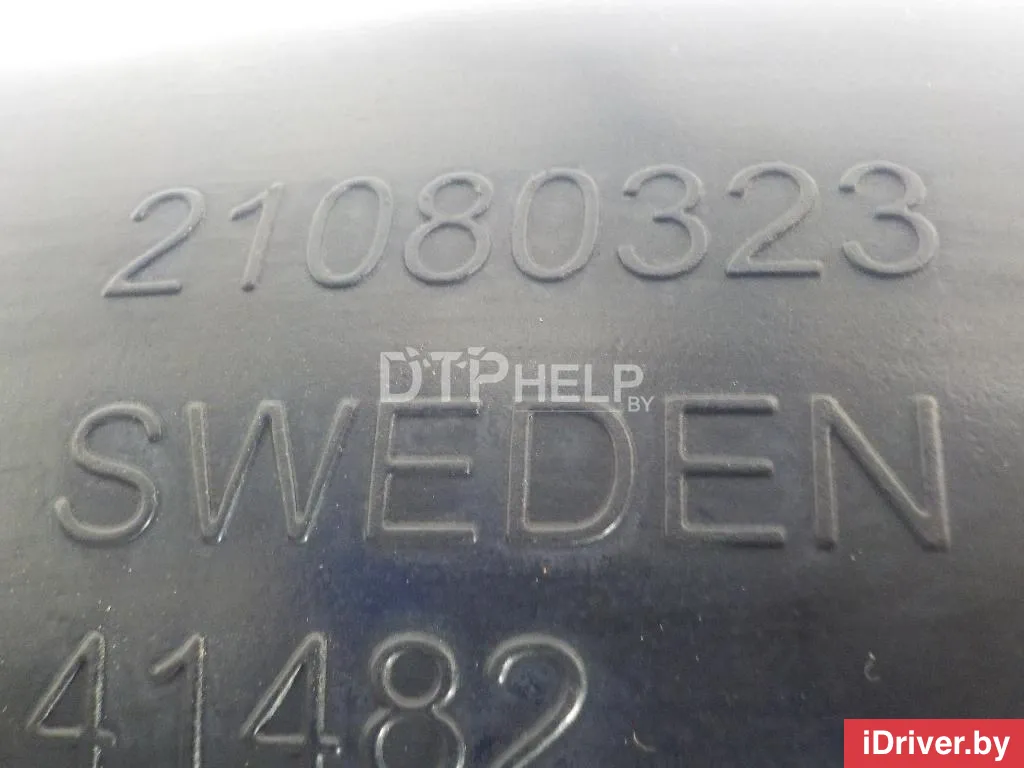 21080323
DTPHELP
BY
SWEDEN
41482
iDriver.by